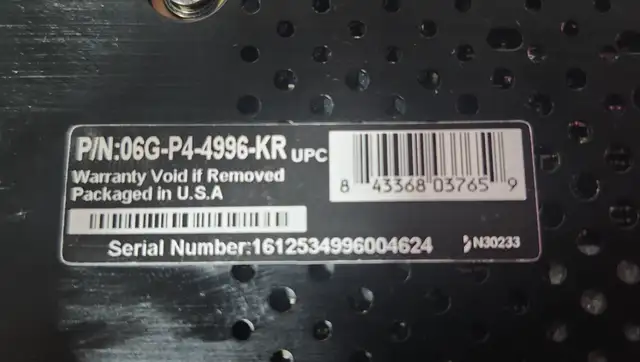 P/N:06G-P4-4996-KR UPC
8 43368 03765 9
Warranty Void if Removed
Packaged in U.S.A
Serial Number:1612534996004624
N30233